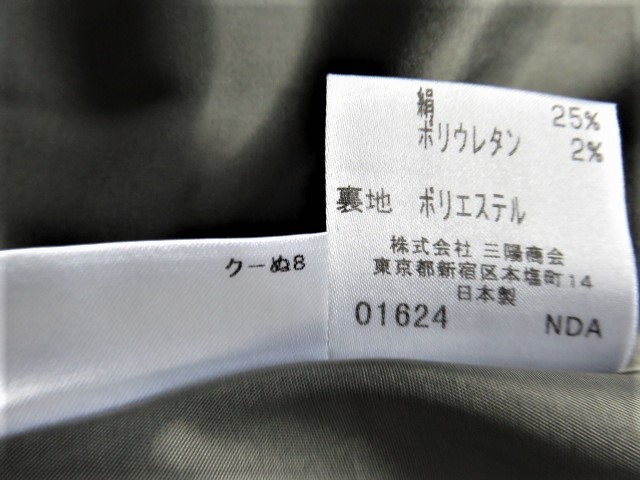 絹 25%
ポリウレタン 2%
裏地 ポリエステル
株式会社 三陽商会
東京都新宿区本塩町14
日本製
01624 NDA
クーぬ8